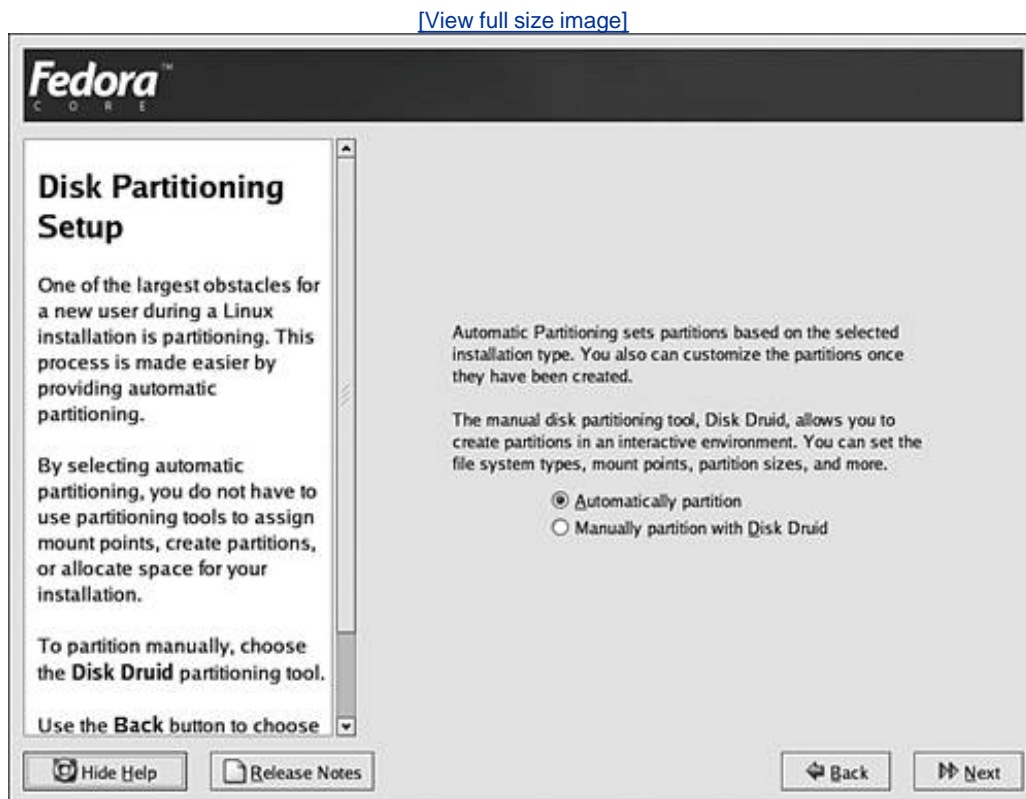 [View full size image]
Fedora™
CORE
Disk Partitioning
Setup
One of the largest obstacles for
a new user during a Linux
installation is partitioning. This
process is made easier by
providing automatic
partitioning.
By selecting automatic
partitioning, you do not have to
use partitioning tools to assign
mount points, create partitions,
or allocate space for your
installation.
To partition manually, choose
the Disk Druid partitioning tool.
Use the Back button to choose
Automatic Partitioning sets partitions based on the selected
installation type. You also can customize the partitions once
they have been created.
The manual disk partitioning tool, Disk Druid, allows you to
create partitions in an interactive environment. You can set the
file system types, mount points, partition sizes, and more.
Automatically partition
Manually partition with Disk Druid
Hide Help
Release Notes
Back
Next